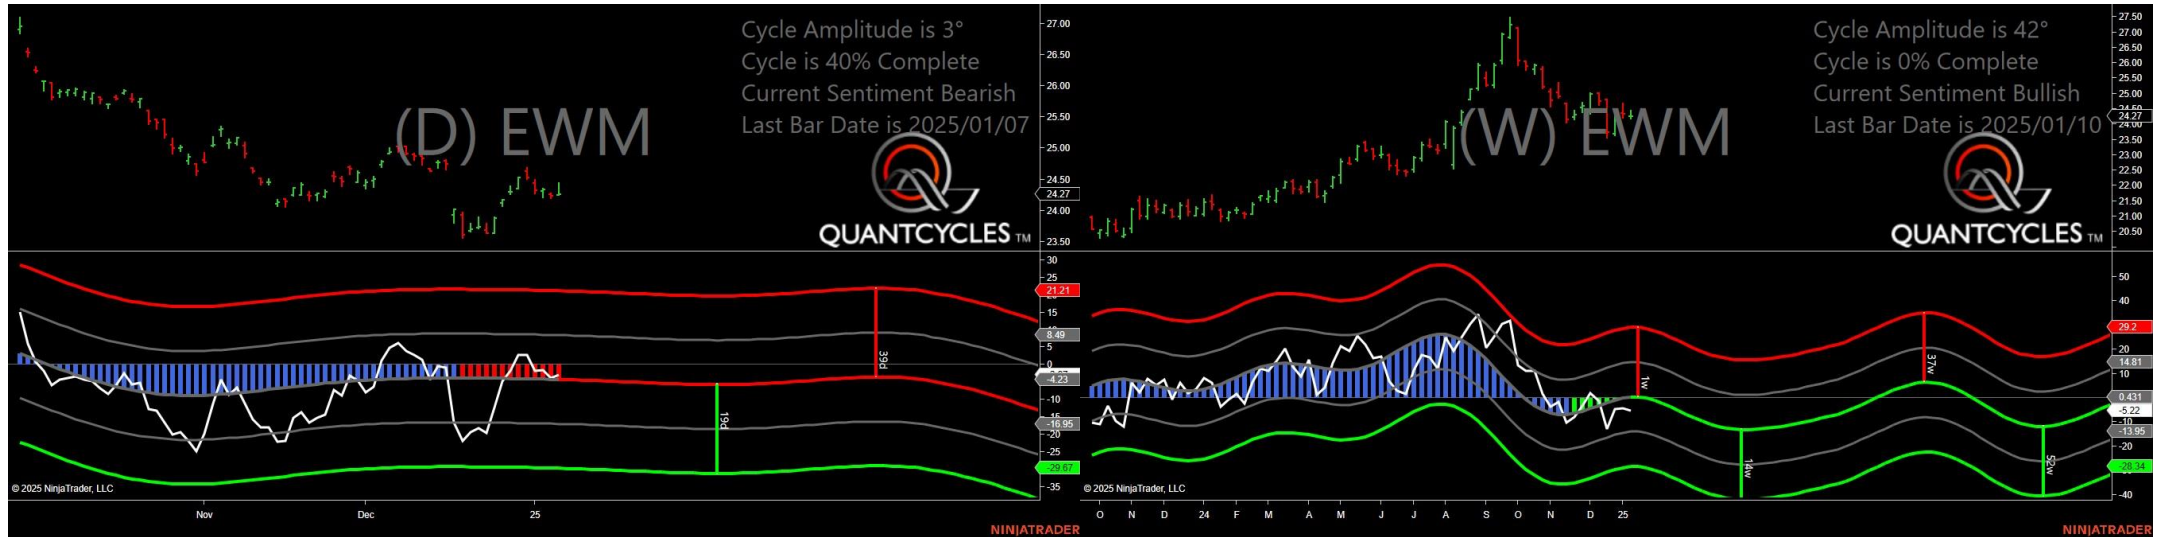 Cycle Amplitude is 3°
Cycle is 40% Complete
Current Sentiment Bearish
Last Bar Date is 2025/01/07
(D) EWM
QUANTCYCLES TM
27.00
26.50
26.00
25.50
25.00
24.50
24.27
24.00
23.50
30
25
21.21
15
8.49
5
0
-4.23
-10
-16.95
-20
-25
-29.67
-35
39d
19d
© 2025 NinjaTrader, LLC
Nov
Dec
25
NINJATRADER
Cycle Amplitude is 42°
Cycle is 0% Complete
Current Sentiment Bullish
Last Bar Date is 2025/01/10
(W) EWM
QUANTCYCLES TM
27.50
27.00
26.50
26.00
25.50
25.00
24.50
24.27
24.00
23.50
23.00
22.50
22.00
21.50
21.00
20.50
50
40
29.2
20
14.81
10
0.431
-5.22
-10
-13.95
-20
-28.34
-40
1w
37w
14w
52w
© 2025 NinjaTrader, LLC
O
N
D
24
F
M
A
M
J
J
A
S
O
N
D
25
NINJATRADER